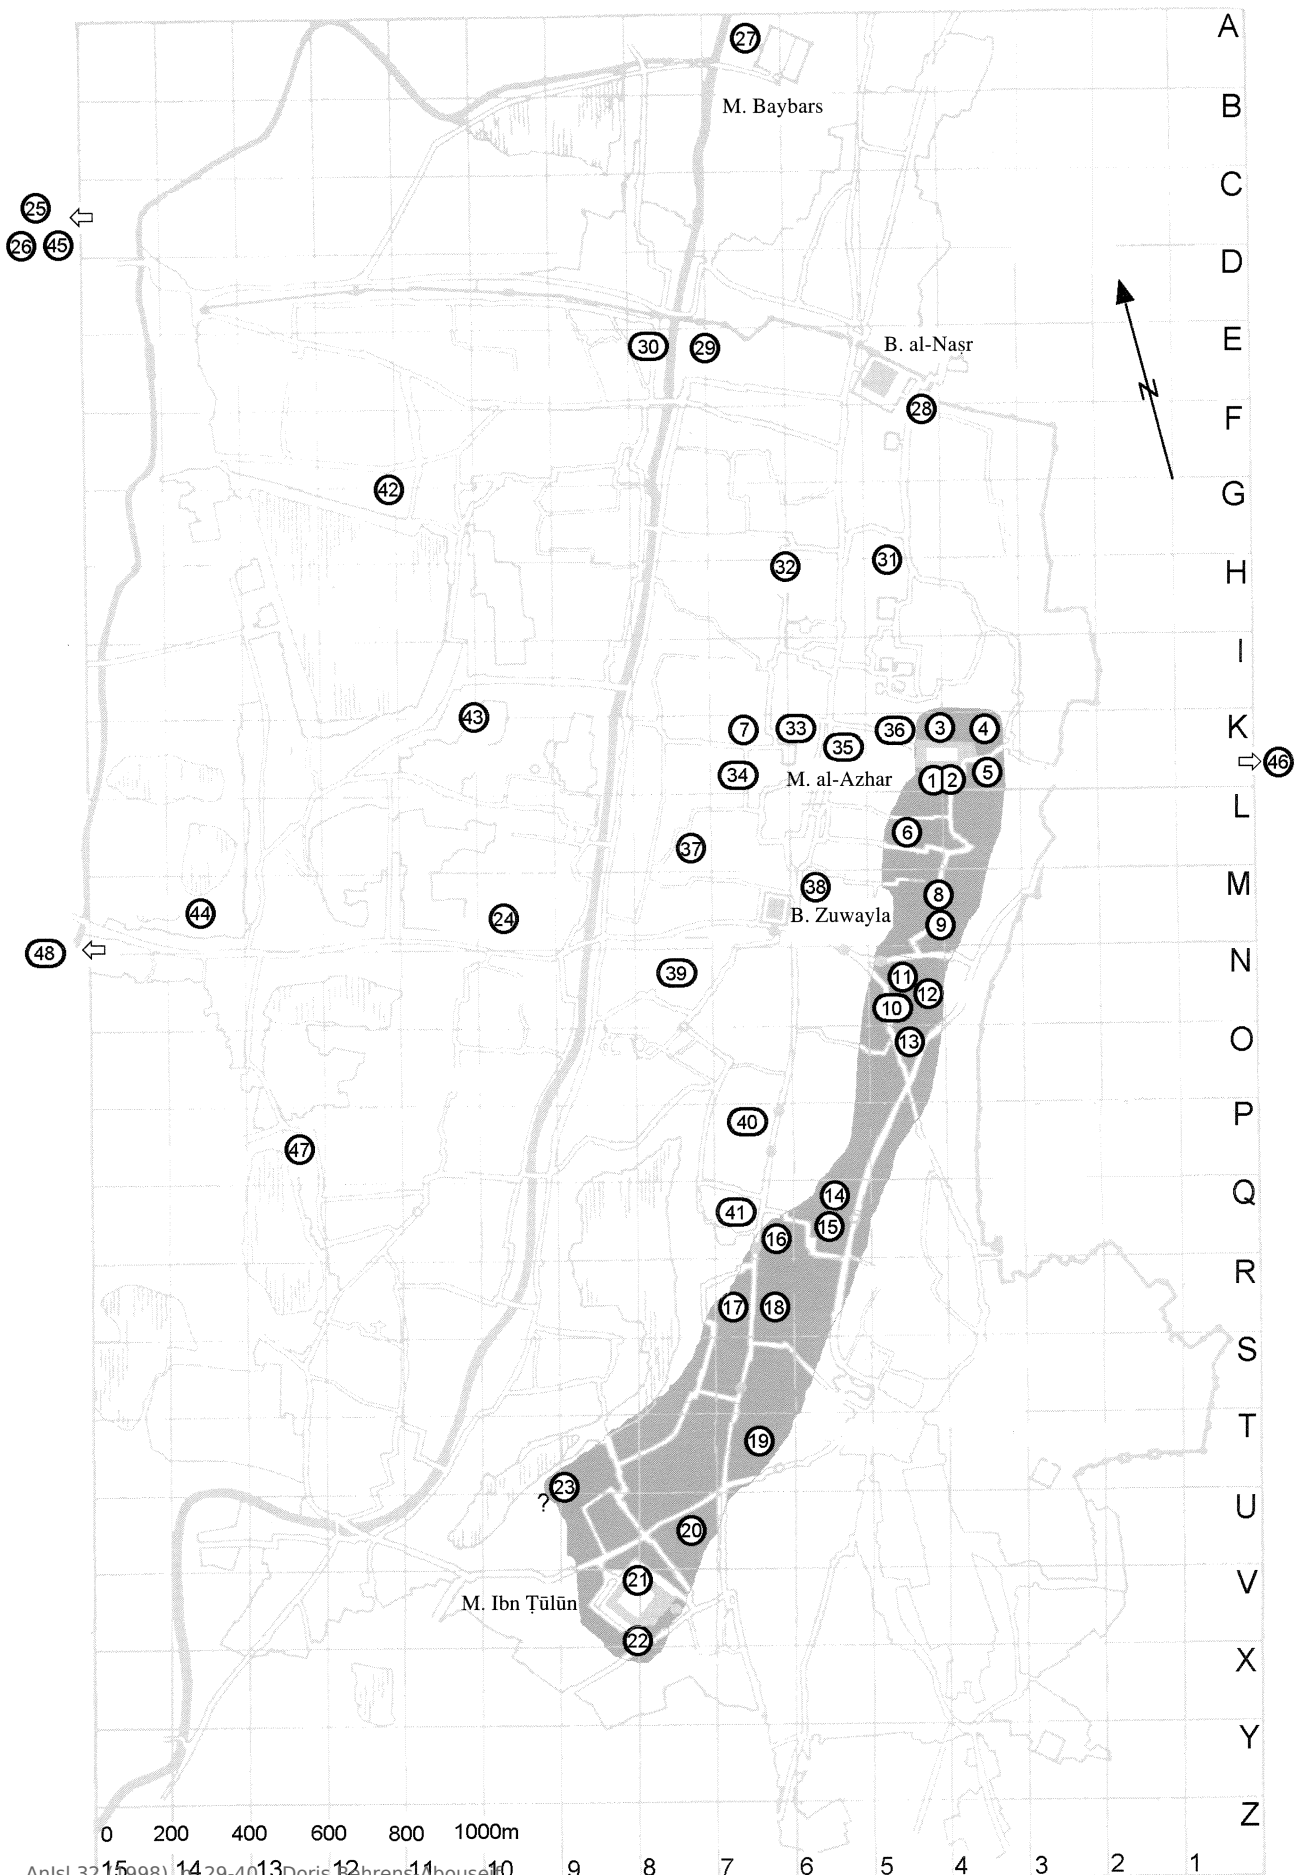 A
27
M. Baybars
B
C
25
26 45
D
E
30 29
B. al-Naṣr
28
F
42
G
32 31
H
I
43
7 33 36 3 4
K
35
46
34
M. al-Azhar
1 2 5
L
6
37
M
38 8
44 24
B. Zuwayla
9
48
N
39
11
12
10
O
13
P
40
47
Q
14
41
15
16
R
17 18
S
T
19
23
?
U
20
V
21
M. Ibn Ṭūlūn
22
X
Y
Z
0 200 400 600 800 1000m
15 14 13 12 11 10 9 8 7 6 5 4 3 2 1